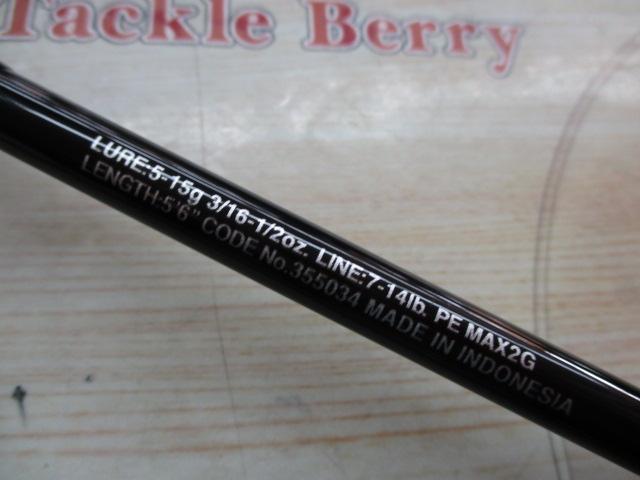 Tackle Berry
LURE:5-15g 3/16-1/2oz. LINE:7-14lb. PE MAX2G
LENGTH:5'6" CODE No.355034 MADE IN INDONESIA